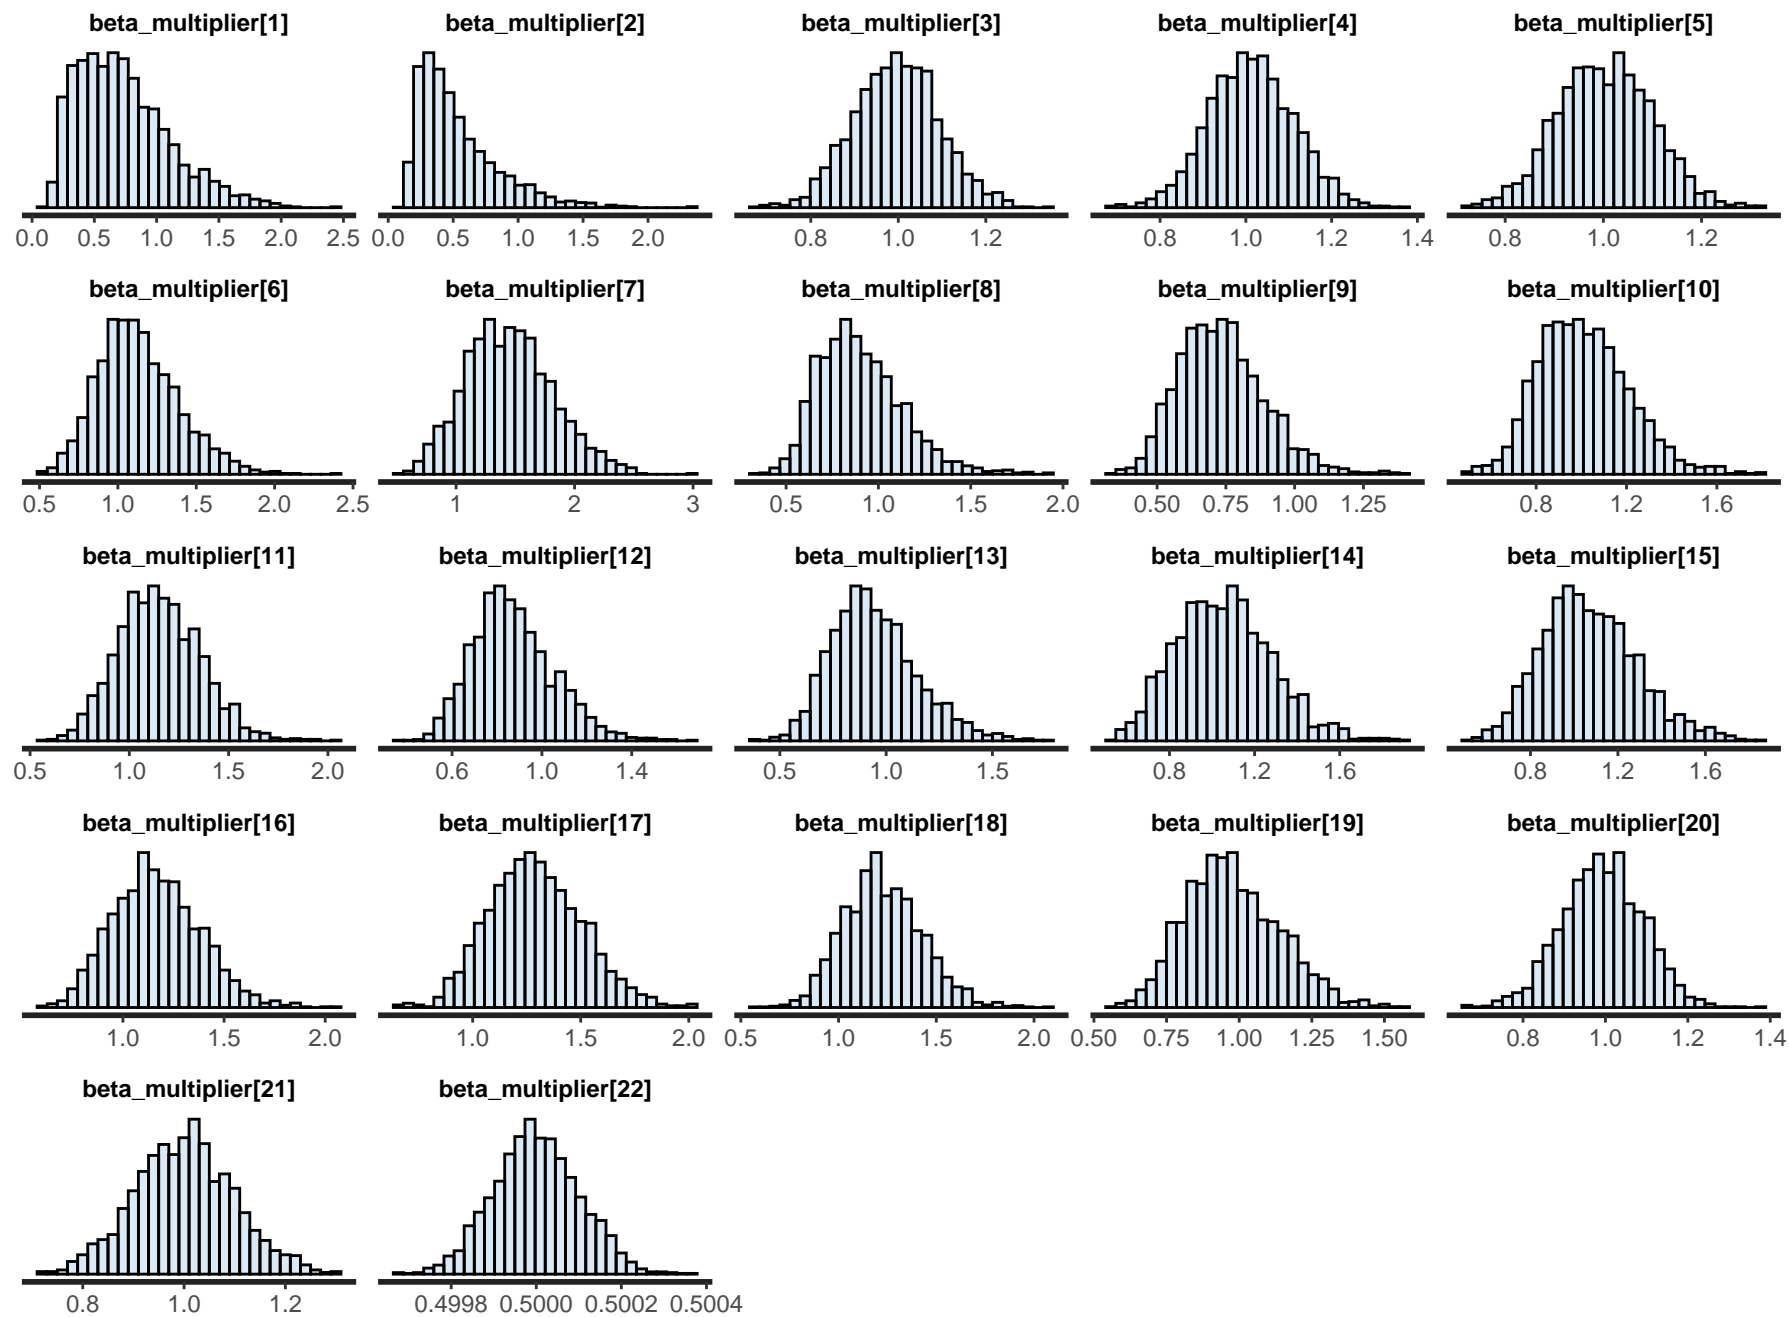 beta_multiplier[1] beta_multiplier[2] beta_multiplier[3] beta_multiplier[4] beta_multiplier[5]
0.0 0.5 1.0 1.5 2.0 2.5 0.0 0.5 1.0 1.5 2.0 0.8 1.0 1.2 0.8 1.0 1.2 1.4 0.8 1.0 1.2
beta_multiplier[6] beta_multiplier[7] beta_multiplier[8] beta_multiplier[9] beta_multiplier[10]
0.5 1.0 1.5 2.0 2.5 1 2 3 0.5 1.0 1.5 2.0 0.50 0.75 1.00 1.25 0.8 1.2 1.6
beta_multiplier[11] beta_multiplier[12] beta_multiplier[13] beta_multiplier[14] beta_multiplier[15]
0.5 1.0 1.5 2.0 0.6 1.0 1.4 0.5 1.0 1.5 0.8 1.2 1.6 0.8 1.2 1.6
beta_multiplier[16] beta_multiplier[17] beta_multiplier[18] beta_multiplier[19] beta_multiplier[20]
1.0 1.5 2.0 1.0 1.5 2.0 0.5 1.0 1.5 2.0 0.50 0.75 1.00 1.25 1.50 0.8 1.0 1.2 1.4
beta_multiplier[21] beta_multiplier[22]
0.8 1.0 1.2 0.4998 0.5000 0.5002 0.5004